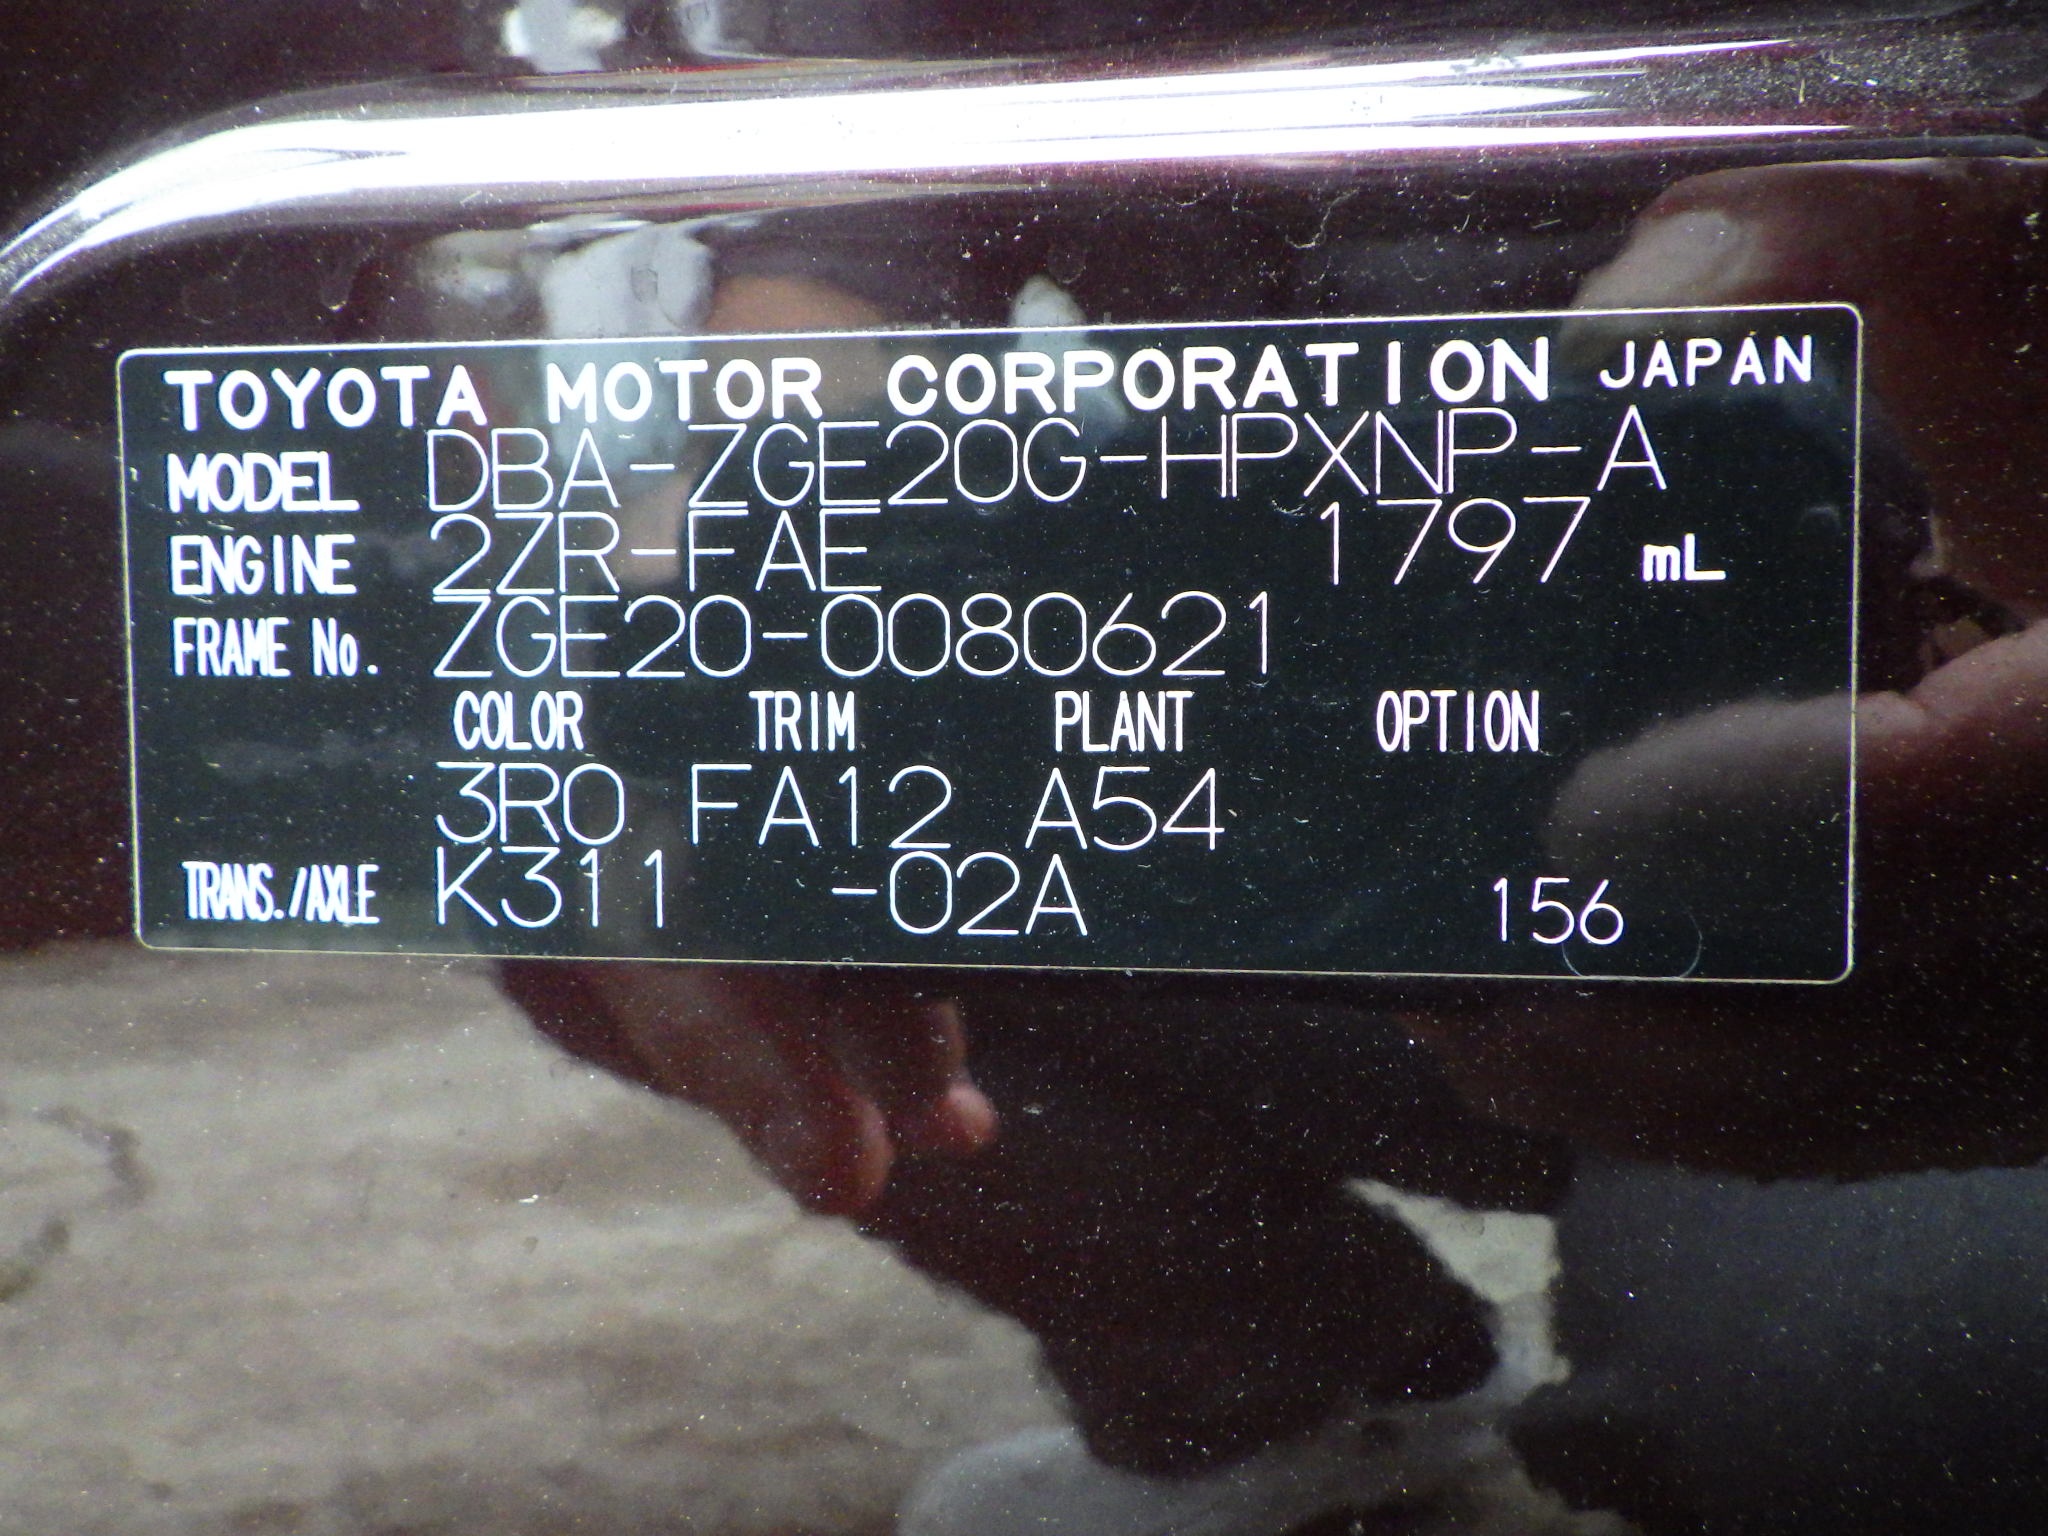 TOYOTA MOTOR CORPORATION JAPAN
MODEL DBA-ZGE20G-HPXNP-A
ENGINE 2ZR-FAE 1797 mL
FRAME No. ZGE20-0080621
COLOR TRIM PLANT OPTION
3R0 FA12 A54
TRANS./AXLE K311 -02A 156